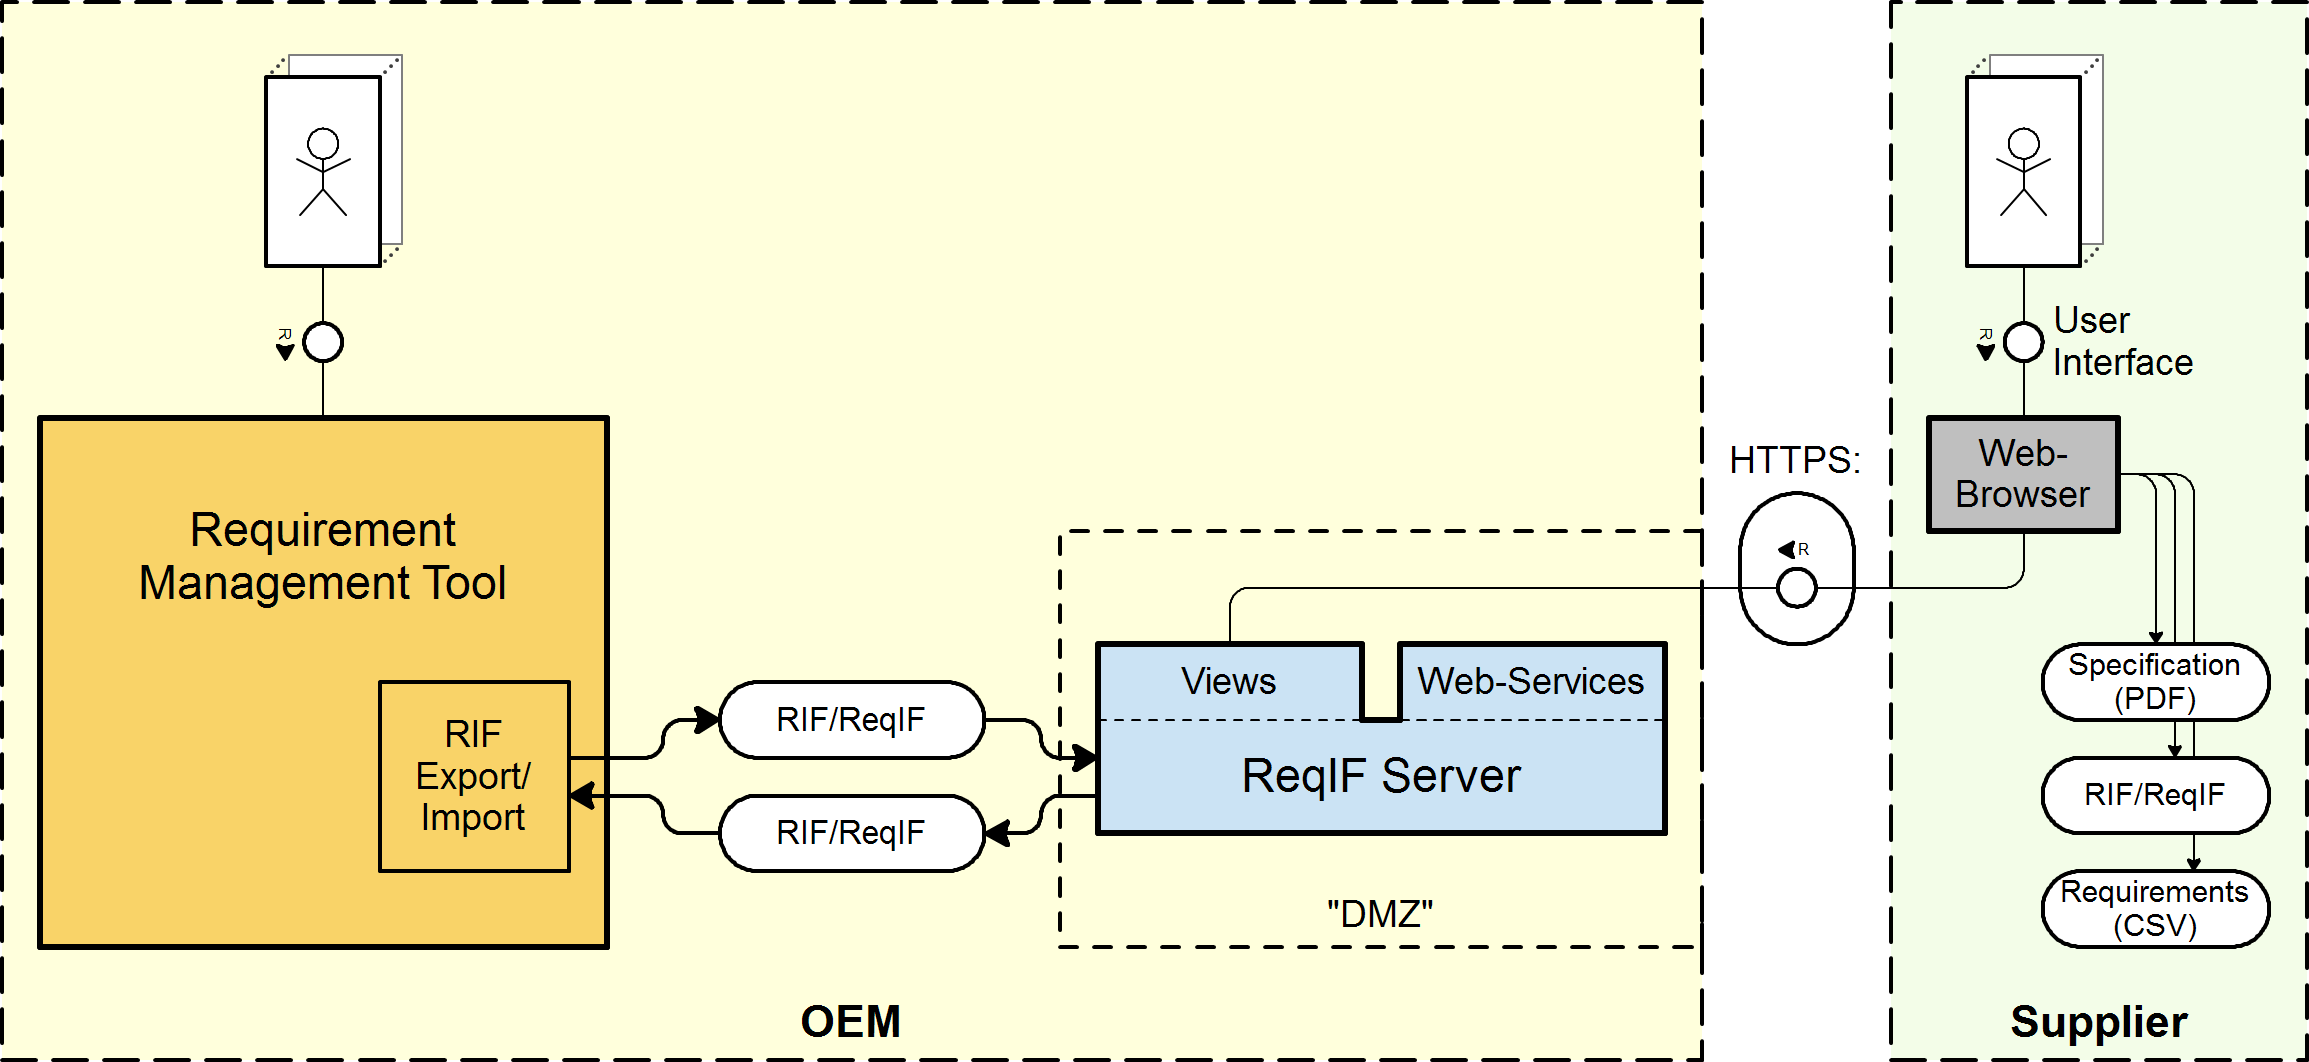 R
R
User
Interface
HTTPS:
Web-
Browser
R
Requirement
Management Tool
RIF
Export/
Import
RIF/ReqIF
RIF/ReqIF
Views
Web-Services
ReqIF Server
"DMZ"
Specification
(PDF)
RIF/ReqIF
Requirements
(CSV)
OEM
Supplier